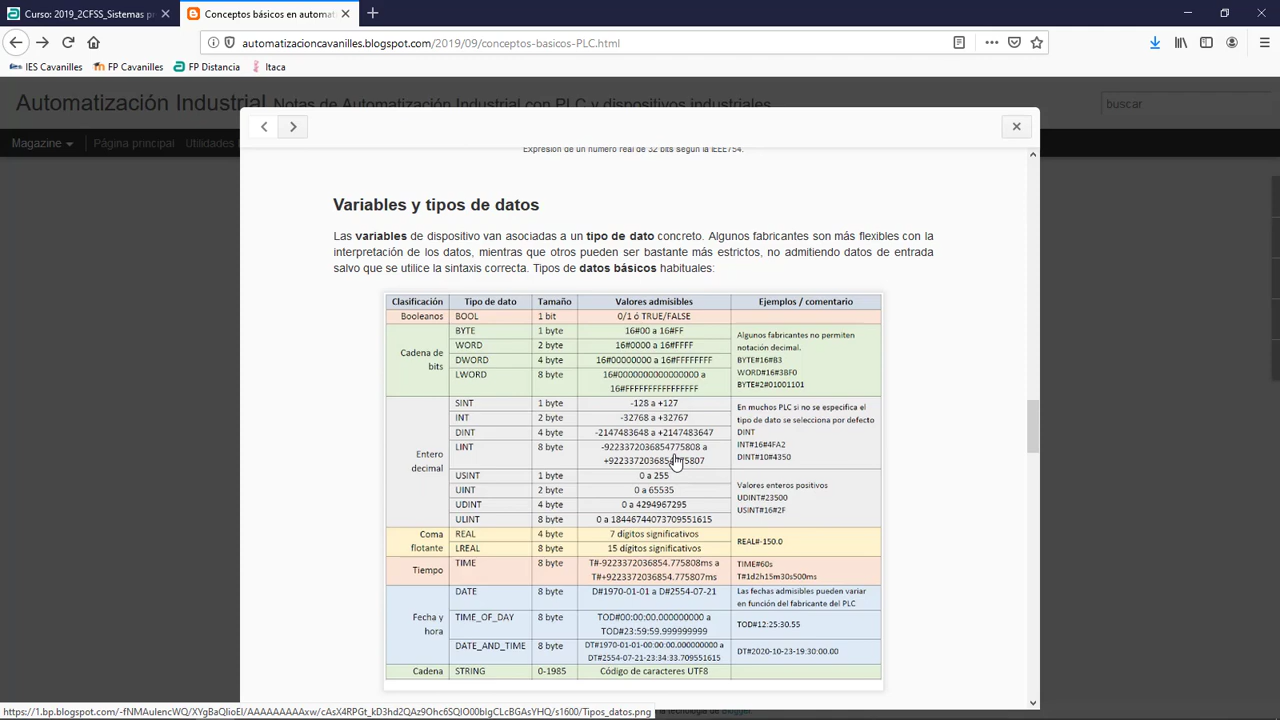 Curso: 2019_2CFSS_Sistemas pr
Conceptos básicos en automat
automatizacioncavanilles.blogspot.com/2019/09/conceptos-basicos-PLC.html
IES Cavanilles FP Cavanilles FP Distancia Itaca
Automatización Industrial Notas de Automatización Industrial con PLC y dispositivos industriales
buscar
Magazine Página principal Utilidades
Expresión de un número real de 32 bits según la IEEE754.
Variables y tipos de datos
Las variables de dispositivo van asociadas a un tipo de dato concreto. Algunos fabricantes son más flexibles con la
interpretación de los datos, mientras que otros pueden ser bastante más estrictos, no admitiendo datos de entrada
salvo que se utilice la sintaxis correcta. Tipos de datos básicos habituales:
Clasificación Tipo de dato Tamaño Valores admisibles Ejemplos / comentario
Booleanos BOOL 1 bit 0/1 ó TRUE/FALSE
Cadena de bits
BYTE 1 byte 16#00 a 16#FF
WORD 2 byte 16#0000 a 16#FFFF
DWORD 4 byte 16#00000000 a 16#FFFFFFFF
LWORD 8 byte 16#0000000000000000 a
16#FFFFFFFFFFFFFFFF
Algunos fabricantes no permiten
notación decimal.
BYTE#16#B3
WORD#16#3BF0
BYTE#2#01001101
Entero
decimal
SINT 1 byte -128 a +127
INT 2 byte -32768 a +32767
DINT 4 byte -2147483648 a +2147483647
LINT 8 byte -9223372036854775808 a
+9223372036854775807
En muchos PLC si no se especifica el
tipo de dato se selecciona por defecto
DINT
INT#16#4FA2
DINT#10#4350
USINT 1 byte 0 a 255
UINT 2 byte 0 a 65535
UDINT 4 byte 0 a 4294967295
ULINT 8 byte 0 a 18446744073709551615
Valores enteros positivos
UDINT#23500
USINT#16#2F
Coma
flotante
REAL 4 byte 7 dígitos significativos
LREAL 8 byte 15 dígitos significativos
REAL#-150.0
Tiempo TIME 8 byte T#-9223372036854.775808ms a
T#+9223372036854.775807ms
TIME#60s
T#1d2h15m30s500ms
Fecha y
hora
DATE 8 byte D#1970-01-01 a D#2554-07-21
Las fechas admisibles pueden variar
en función del fabricante del PLC
TIME_OF_DAY 8 byte TOD#00:00:00.000000000 a
TOD#23:59:59.999999999
TOD#12:25:30.55
DATE_AND_TIME 8 byte DT#1970-01-01-00:00:00.000000000 a
DT#2554-07-21-23:34:33.709551615
DT#2020-10-23-19:30:00.00
Cadena STRING 0-1985 Código de caracteres UTF8